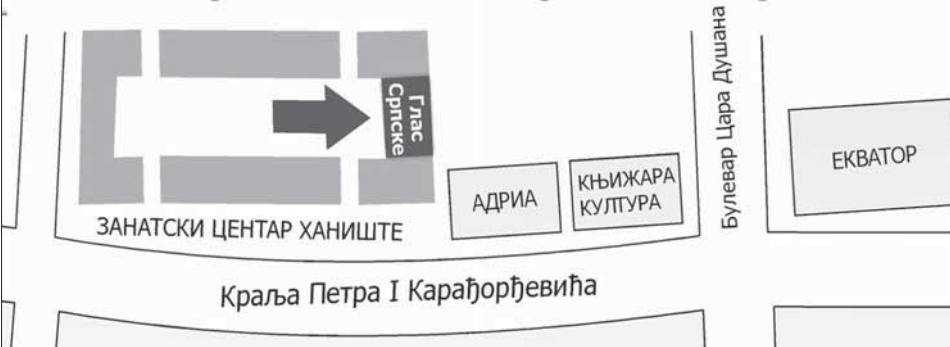 Глас
Српске
Булевар Цара Душана
ЕКВАТОР
АДРИА
КЊИЖАРА
КУЛТУРА
ЗАНАТСКИ ЦЕНТАР ХАНИШТЕ
Краља Петра I Карађорђевића